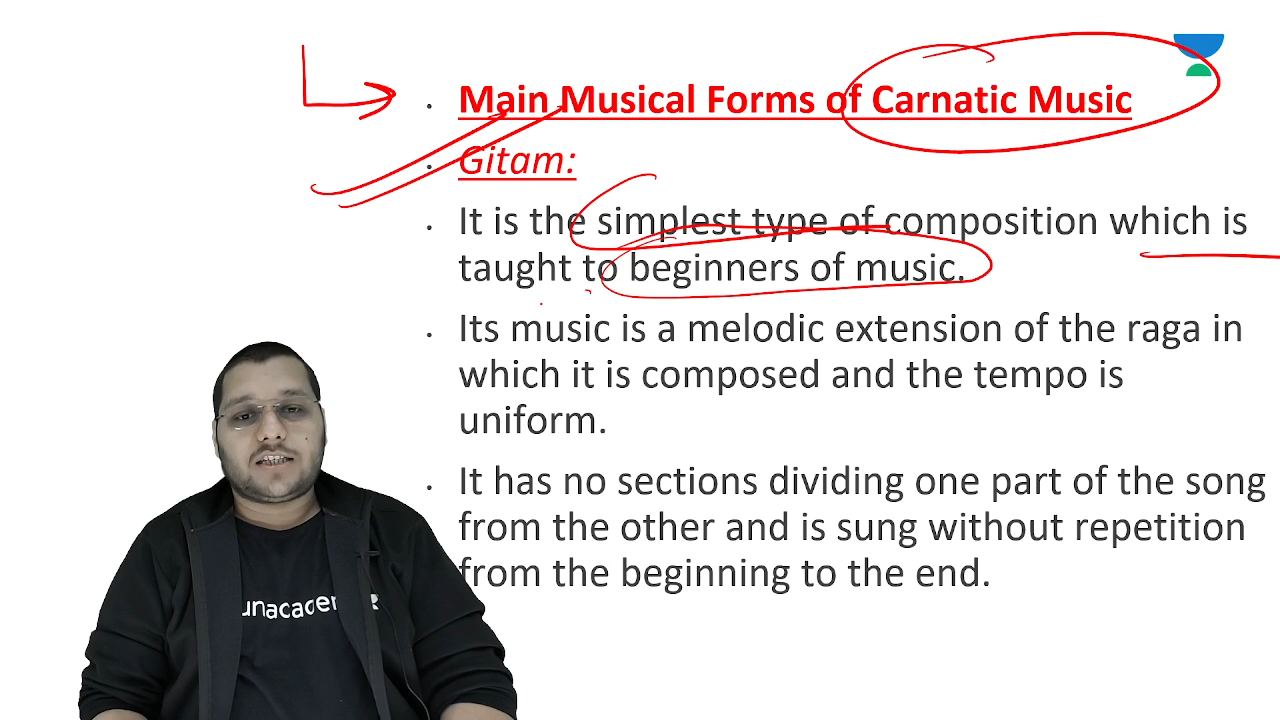 Main Musical Forms of Carnatic Music
Gitam:
It is the simplest type of composition which is
taught to beginners of music.
Its music is a melodic extension of the raga in
which it is composed and the tempo is
uniform.
It has no sections dividing one part of the song
from the other and is sung without repetition
from the beginning to the end.